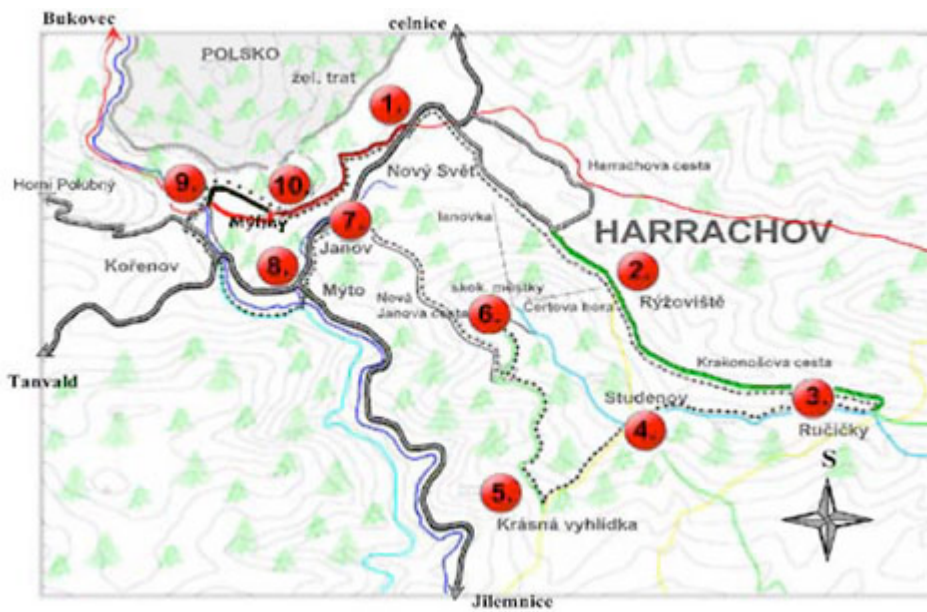 Bukovec
celnice
POLSKO
žel. trat
1.
Harrachova cesta
Nový Svět
9.
10.
Horní Polubný
Mýtiny
7.
Janov
HARRACHOV
Kořenov
8.
Mýto
2.
Rýžoviště
skok. můstky
Čertova hora
Nová
Janova cesta
6.
Tanvald
Krakonošova cesta
Studenov
3.
4.
Ručičky
S
5.
Krásná vyhlídka
Jilemnice